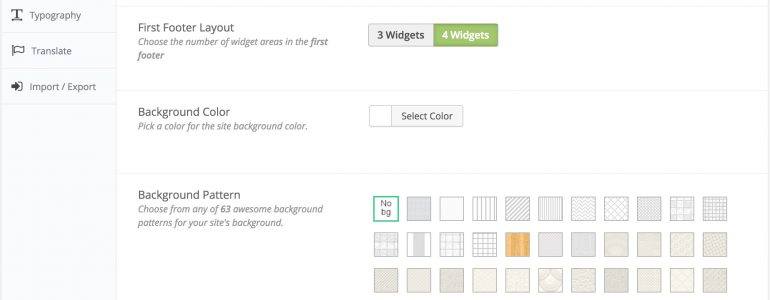 Typography
Translate
Import / Export
First Footer Layout
Choose the number of widget areas in the first
footer
3 Widgets
4 Widgets
Background Color
Pick a color for the site background color.
Select Color
Background Pattern
Choose from any of 63 awesome background
patterns for your site's background.
No
bg